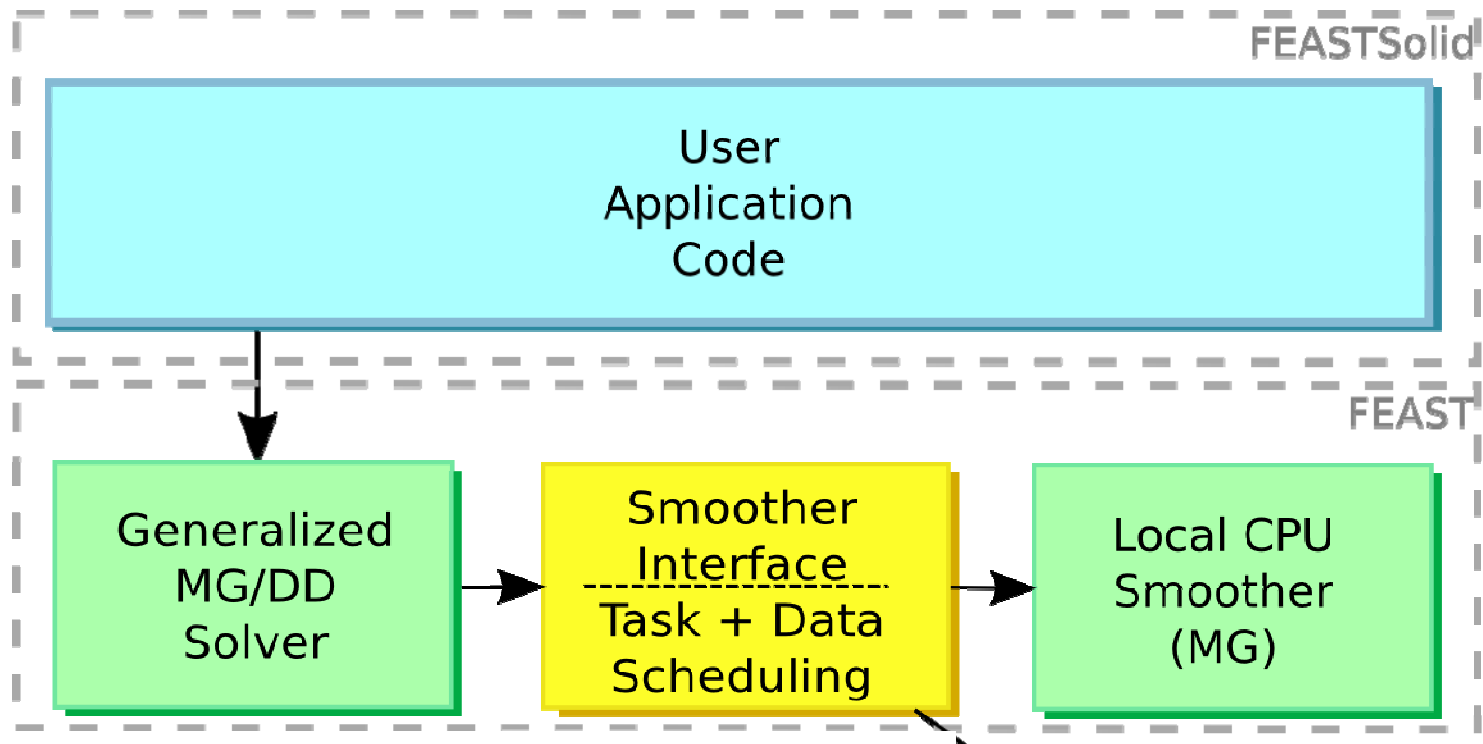 FEASTSolid
User
Application
Code
FEAST
Generalized
MG/DD
Solver
Smoother
Interface
Task + Data
Scheduling
Local CPU
Smoother
(MG)